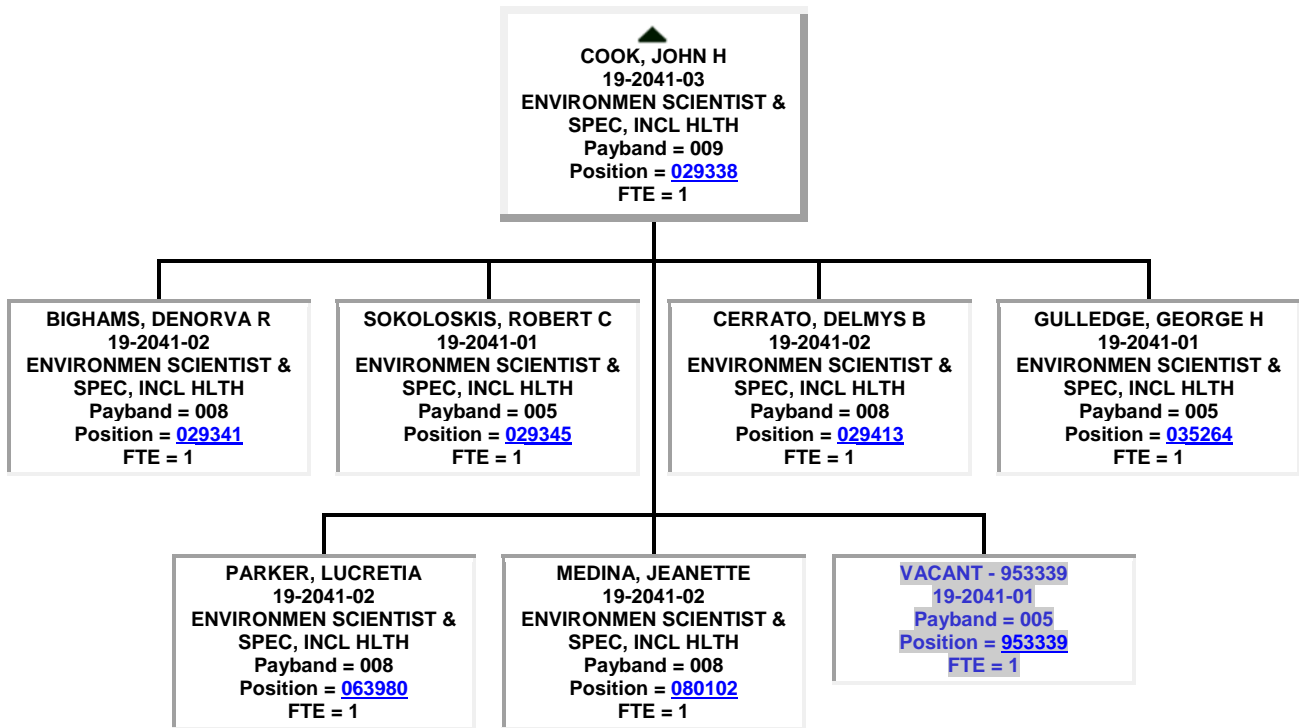 COOK, JOHN H
19-2041-03
ENVIRONMEN SCIENTIST &
SPEC, INCL HLTH
Payband = 009
Position = 029338
FTE = 1
BIGHAMS, DENORVA R
19-2041-02
ENVIRONMEN SCIENTIST &
SPEC, INCL HLTH
Payband = 008
Position = 029341
FTE = 1
SOKOLOSKIS, ROBERT C
19-2041-01
ENVIRONMEN SCIENTIST &
SPEC, INCL HLTH
Payband = 005
Position = 029345
FTE = 1
CERRATO, DELMYS B
19-2041-02
ENVIRONMEN SCIENTIST &
SPEC, INCL HLTH
Payband = 008
Position = 029413
FTE = 1
GULLEDGE, GEORGE H
19-2041-01
ENVIRONMEN SCIENTIST &
SPEC, INCL HLTH
Payband = 005
Position = 035264
FTE = 1
PARKER, LUCRETIA
19-2041-02
ENVIRONMEN SCIENTIST &
SPEC, INCL HLTH
Payband = 008
Position = 063980
FTE = 1
MEDINA, JEANETTE
19-2041-02
ENVIRONMEN SCIENTIST &
SPEC, INCL HLTH
Payband = 008
Position = 080102
FTE = 1
VACANT - 953339
19-2041-01
Payband = 005
Position = 953339
FTE = 1